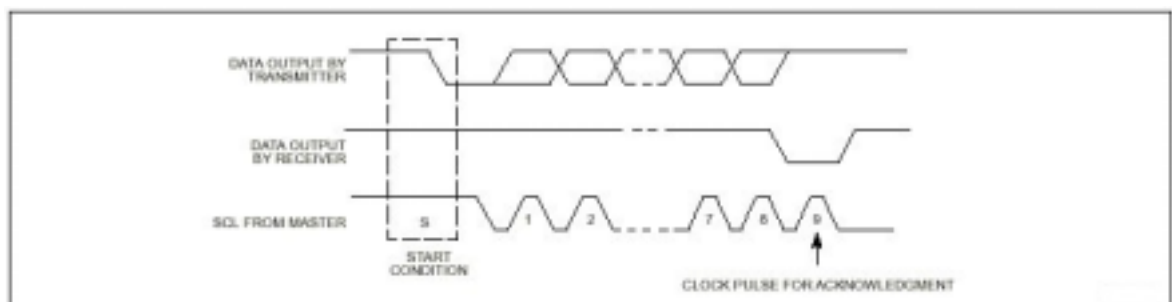 DATA OUTPUT BY
TRANSMITTER
DATA OUTPUT
BY RECEIVER
SCL FROM MASTER
S
1
2
7
8
9
START
CONDITION
CLOCK PULSE FOR ACKNOWLEDGMENT